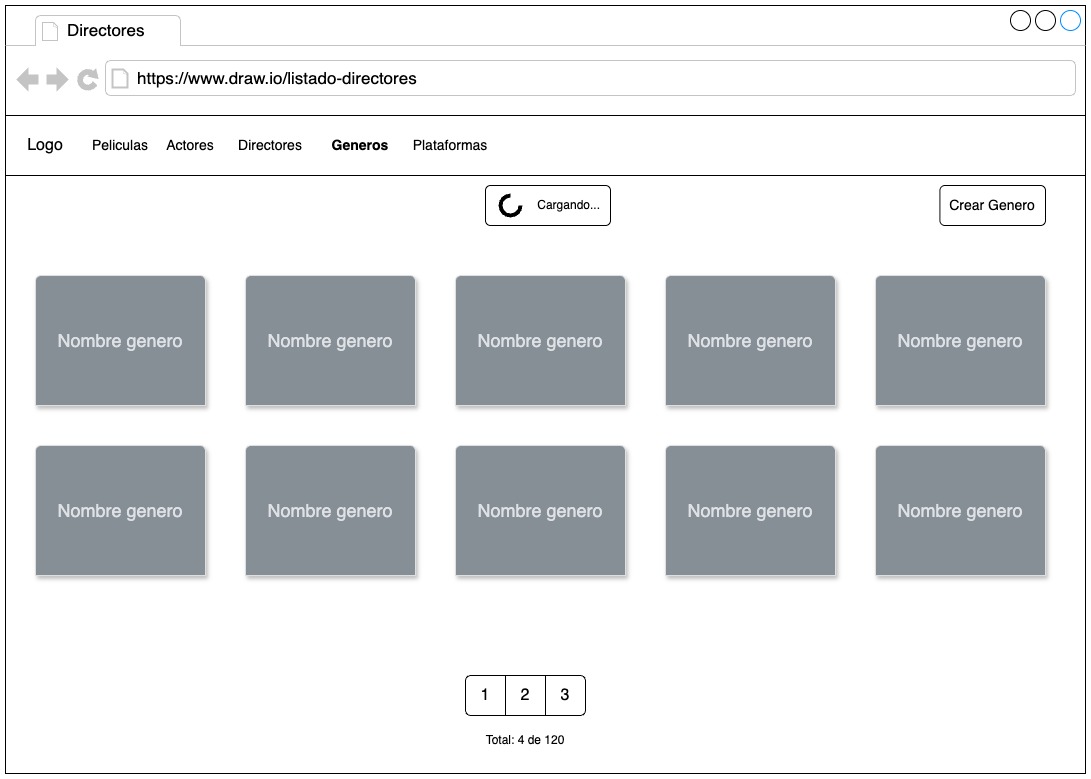 Directores
https://www.draw.io/listado-directores
Logo Peliculas Actores Directores Generos Plataformas
Cargando... Crear Genero
Nombre genero Nombre genero Nombre genero Nombre genero Nombre genero
Nombre genero Nombre genero Nombre genero Nombre genero Nombre genero
1 2 3
Total: 4 de 120